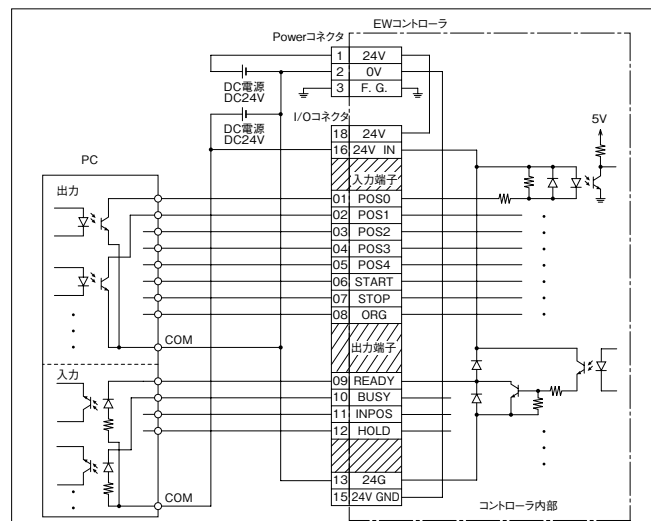 EWコントローラ
Powerコネクタ
1 24V
2 0V
3 F. G.
DC電源
DC24V
I/Oコネクタ
DC電源
DC24V
18 24V
16 24V IN
5V
PC
入力端子
出力
01 POS0
02 POS1
03 POS2
04 POS3
05 POS4
06 START
07 STOP
08 ORG
COM
出力端子
入力
09 READY
10 BUSY
11 INPOS
12 HOLD
13 24G
COM
15 24V GND
コントローラ内部